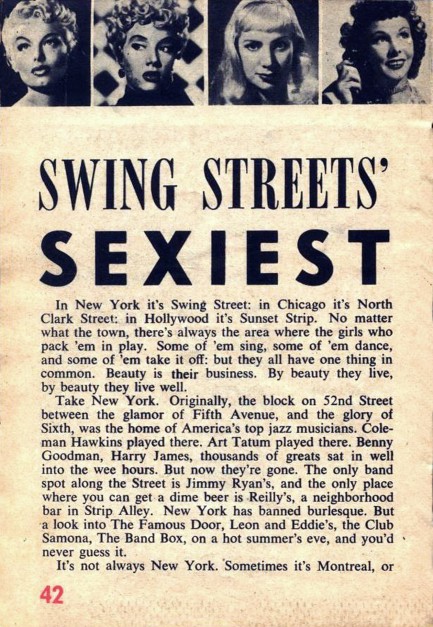 SWING STREETS'
SEXIEST
In New York it's Swing Street: in Chicago it's North
Clark Street: in Hollywood it's Sunset Strip. No matter
what the town, there's always the area where the girls who
pack 'em in play. Some of 'em sing, some of 'em dance,
and some of 'em take it off: but they all have one thing in
common. Beauty is their business. By beauty they live,
by beauty they live well.
Take New York. Originally, the block on 52nd Street
between the glamor of Fifth Avenue, and the glory of
Sixth, was the home of America's top jazz musicians. Cole-
man Hawkins played there. Art Tatum played there. Benny
Goodman, Harry James, thousands of greats sat in well
into the wee hours. But now they're gone. The only band
spot along the Street is Jimmy Ryan's, and the only place
where you can get a dime beer is Reilly's, a neighborhood
bar in Strip Alley. New York has banned burlesque. But
a look into The Famous Door, Leon and Eddie's, the Club
Samona, The Band Box, on a hot summer's eve, and you'd
never guess it.
It's not always New York. Sometimes it's Montreal, or
42